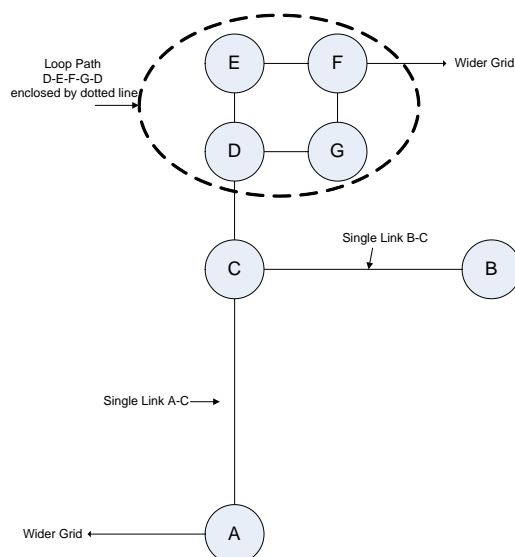 Loop Path
D-E-F-G-D
enclosed by dotted line
E
F
Wider Grid
D
G
Single Link B-C
C
B
Single Link A-C
Wider Grid
A